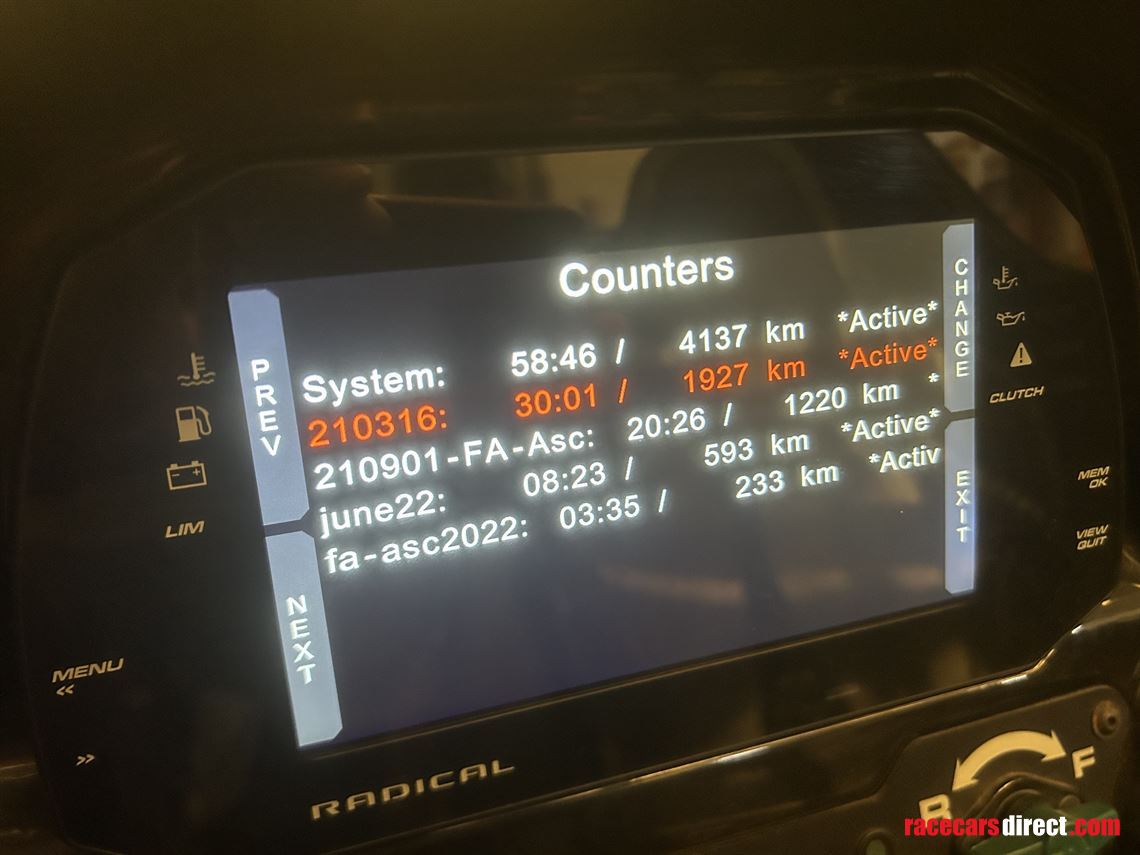 Counters
System: 58:46 / 4137 km *Active*
210316: 30:01 / 1927 km *Active*
210901-FA-Asc: 20:26 / 1220 km *
june22: 08:23 / 593 km *Active*
fa-asc2022: 03:35 / 233 km *Activ
PREV
NEXT
CHANGE
EXIT
LIM
MENU
<<
>>
CLUTCH
MEM
OK
VIEW
QUIT
RADICAL
R F
racecarsdirect.com